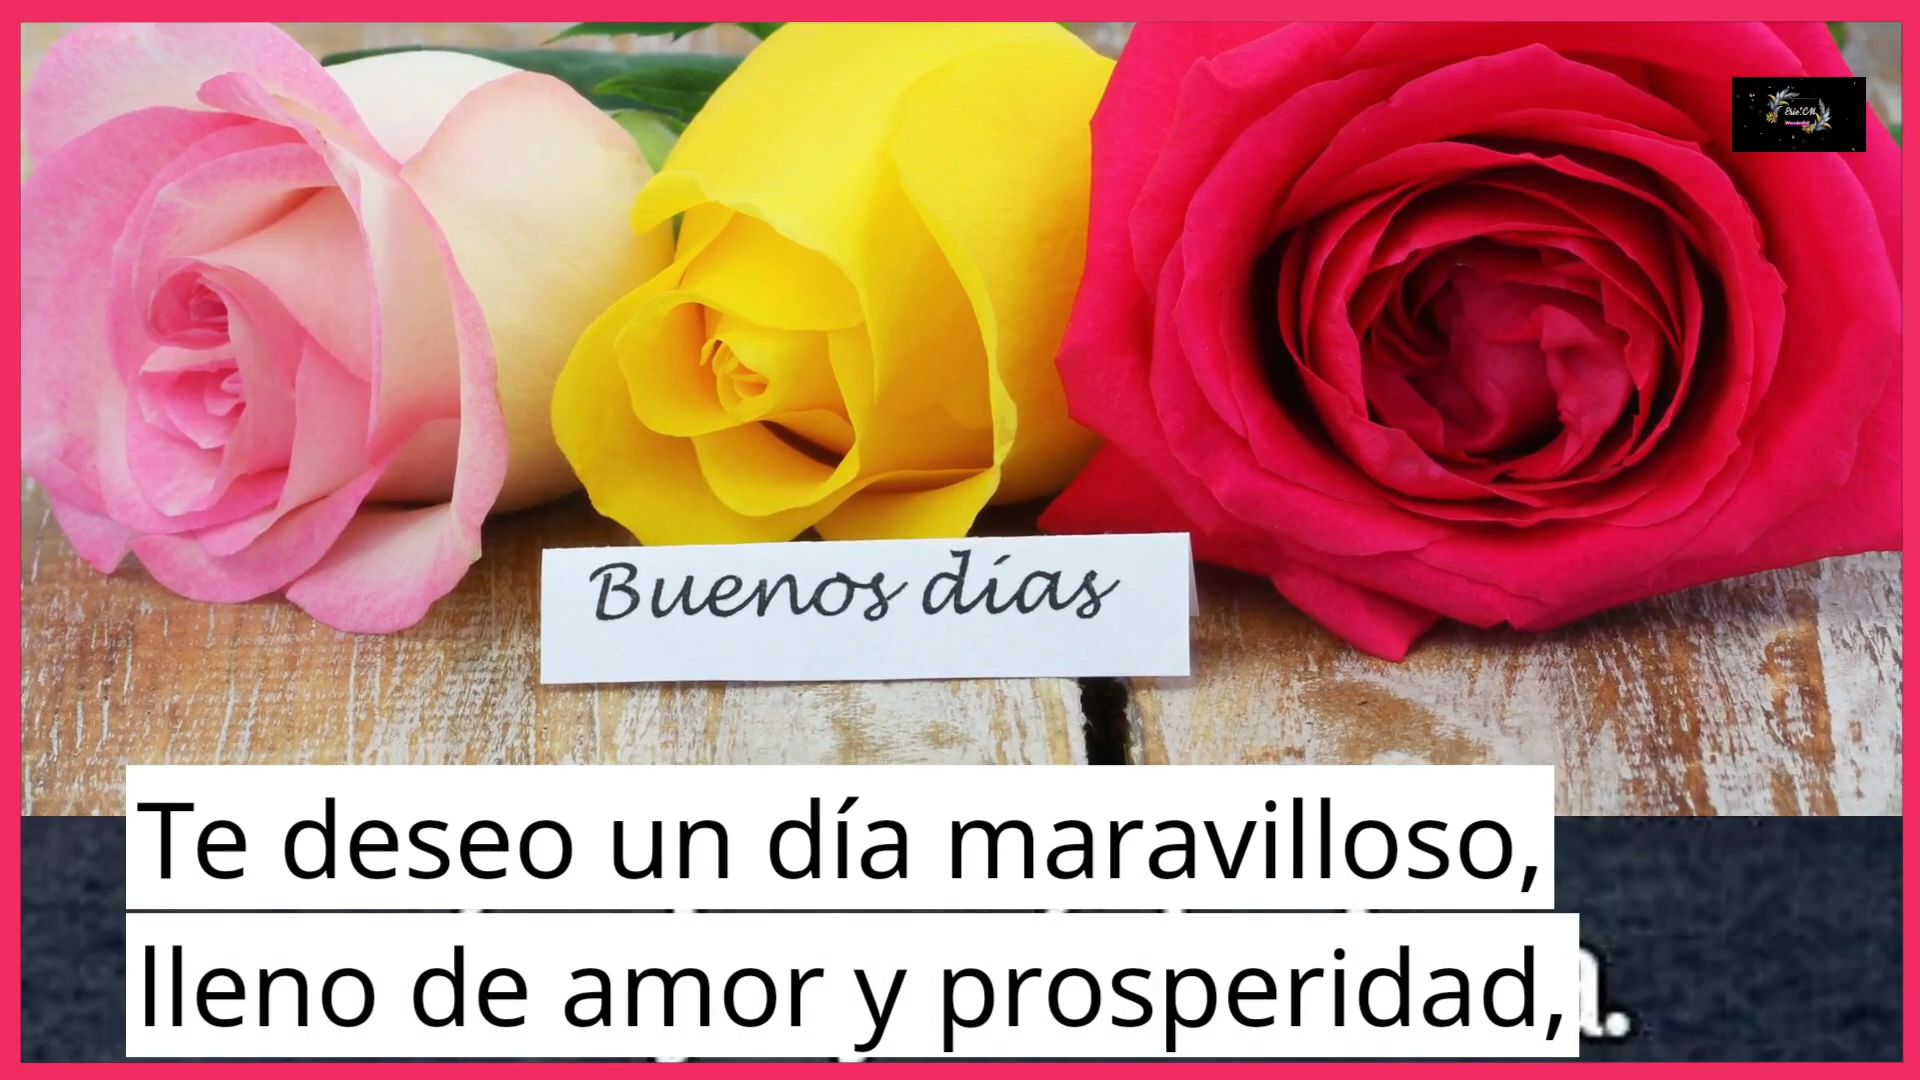 Buenos días
Te deseo un día maravilloso,
lleno de amor y prosperidad,